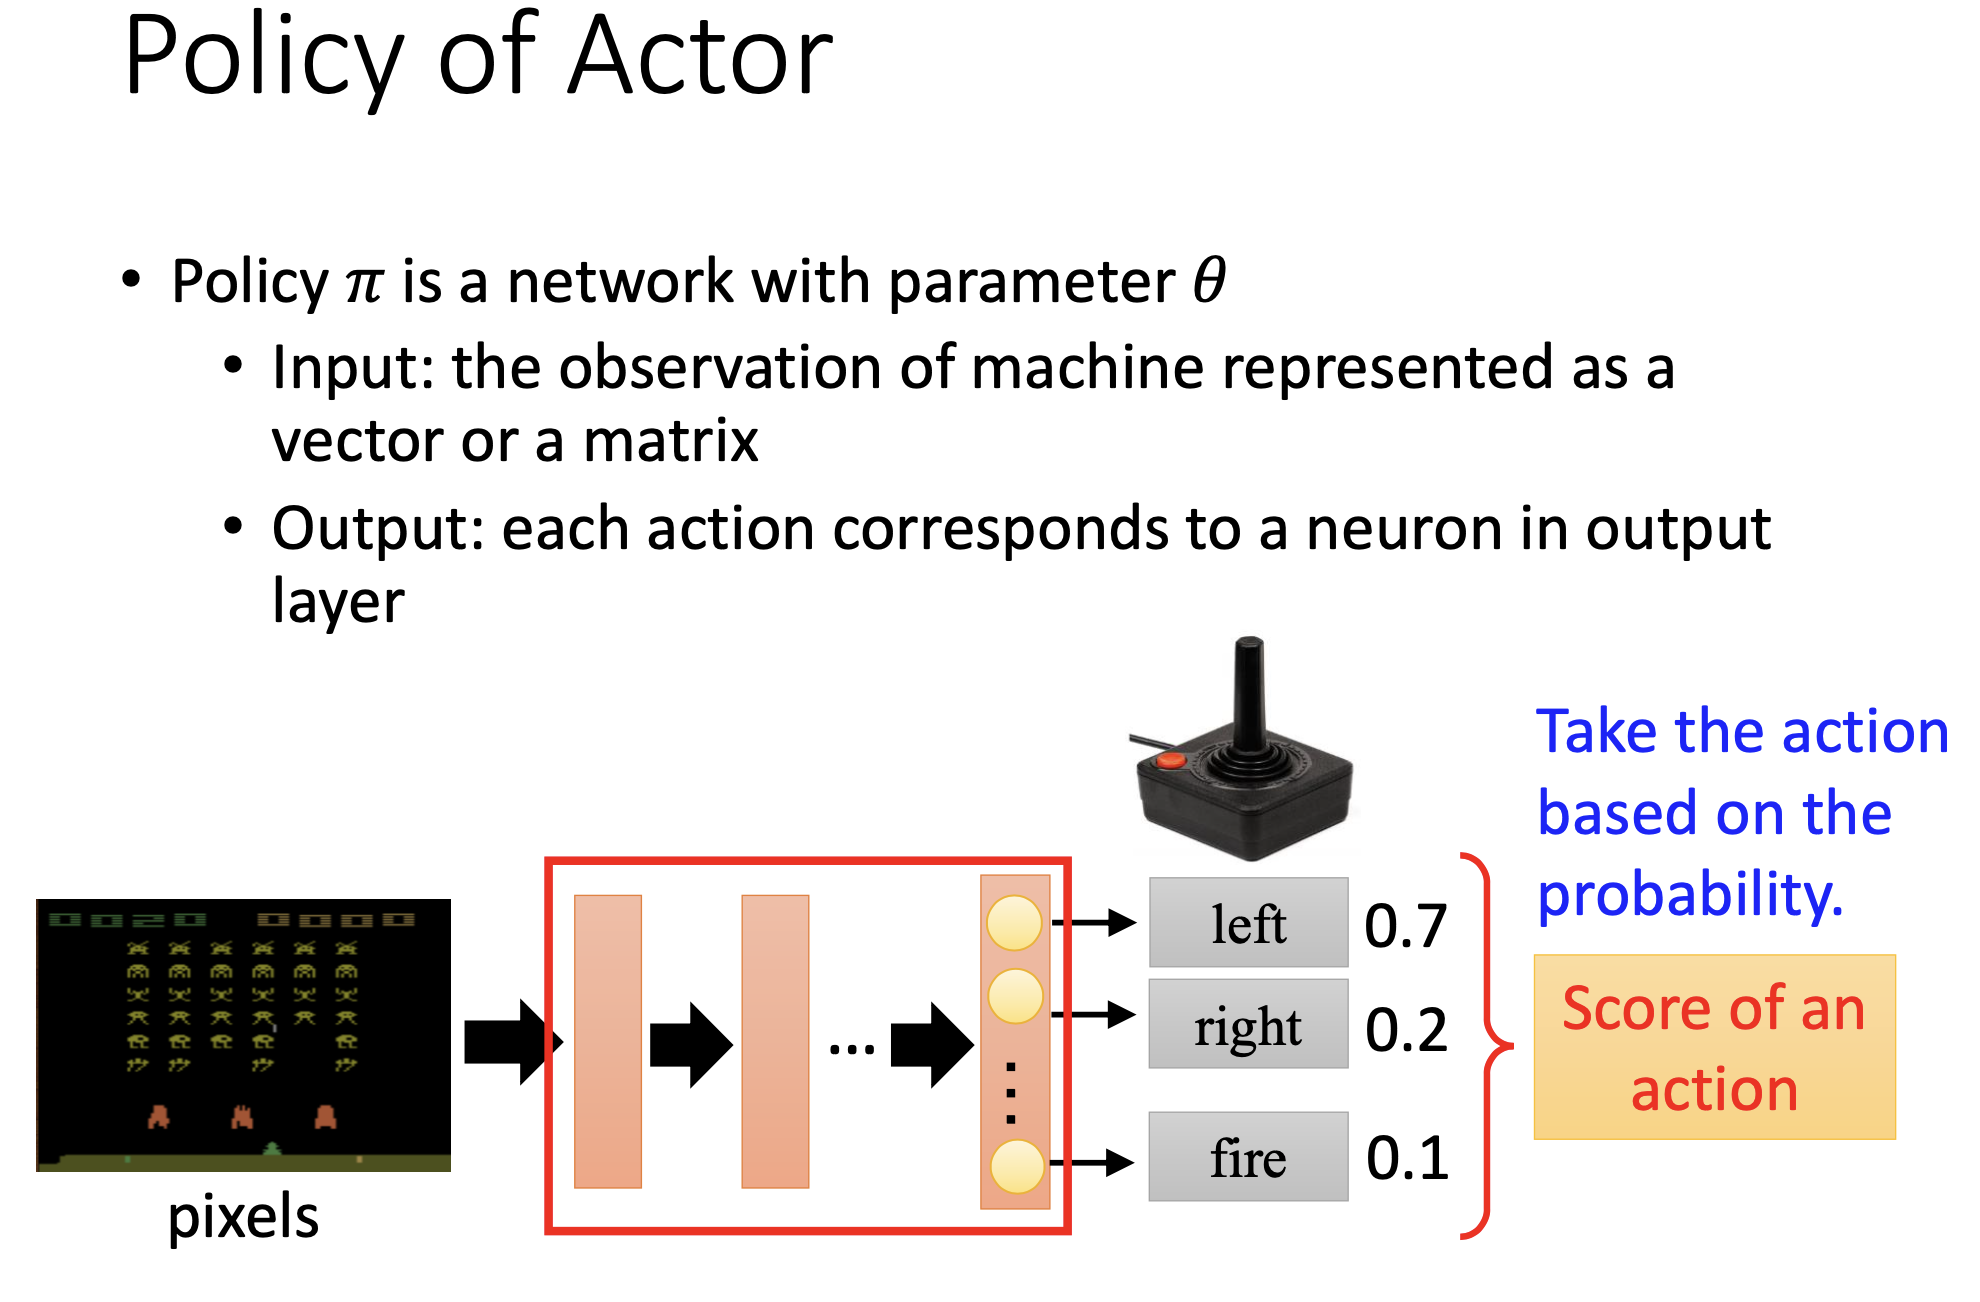 Policy of Actor
• Policy π is a network with parameter θ
• Input: the observation of machine represented as a
vector or a matrix
• Output: each action corresponds to a neuron in output
layer
Take the action
based on the
probability.
0020 0000
pixels
...
left 0.7
right 0.2
fire 0.1
Score of an
action